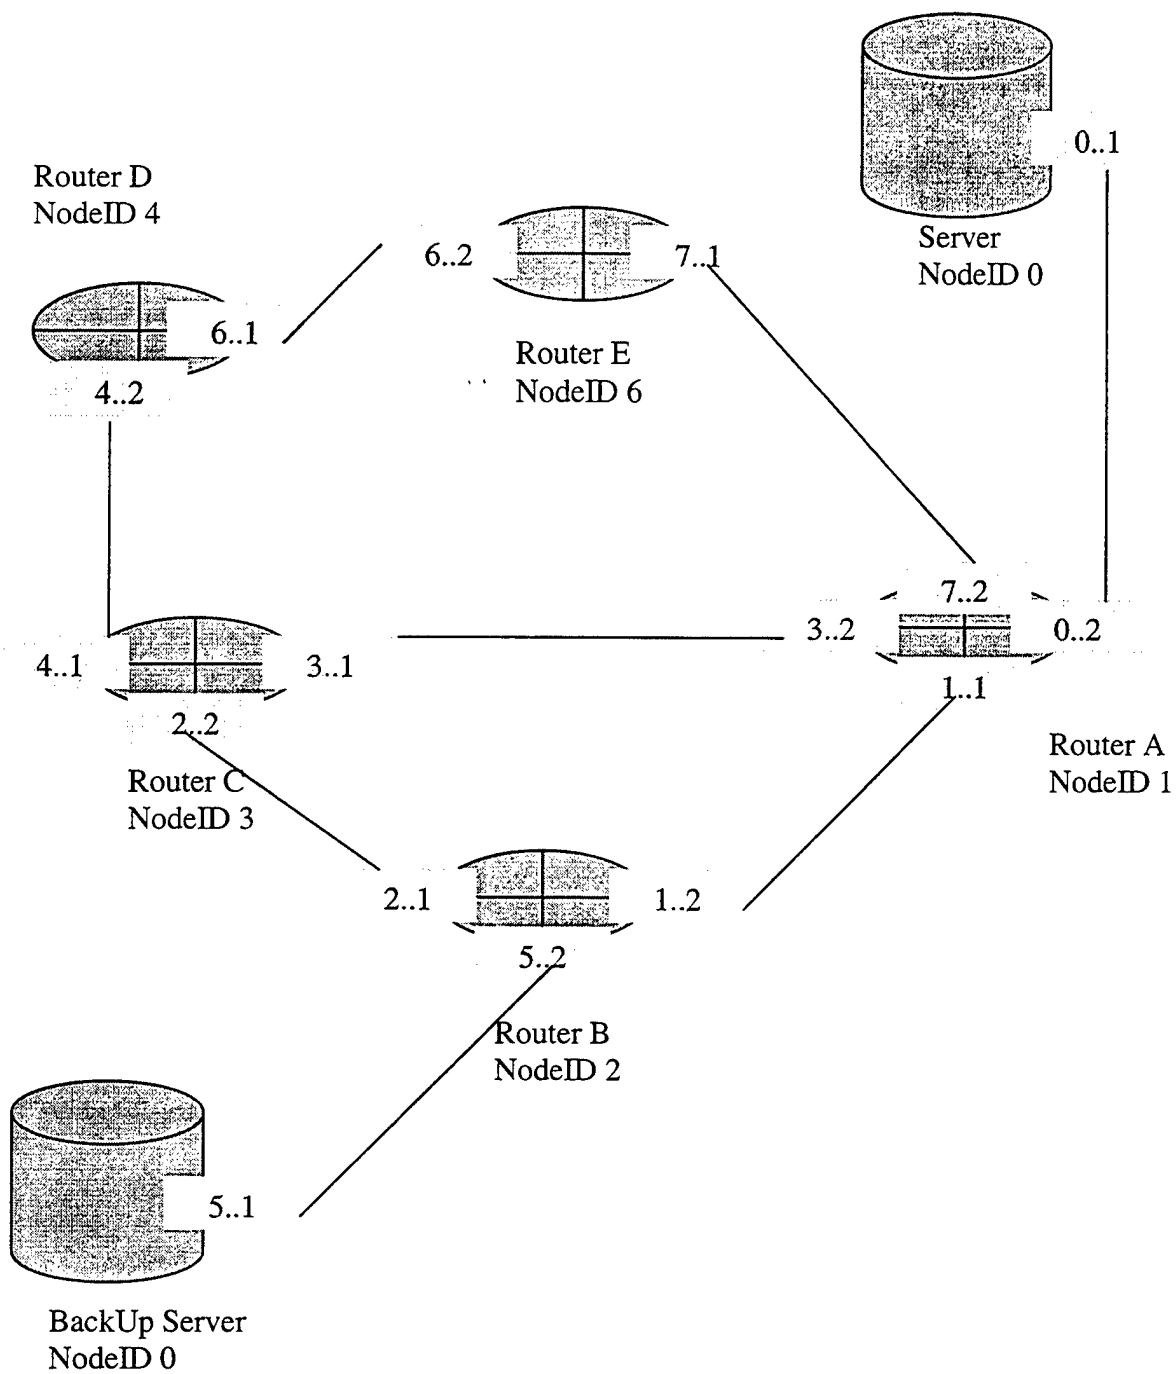 0..1
Server
NodeID 0
Router D
NodeID 4
6..2
7..1
6..1
4..2
Router E
NodeID 6
7..2
3..2
0..2
1..1
Router A
NodeID 1
4..1
3..1
2..2
Router C
NodeID 3
2..1
1..2
5..2
Router B
NodeID 2
5..1
BackUp Server
NodeID 0